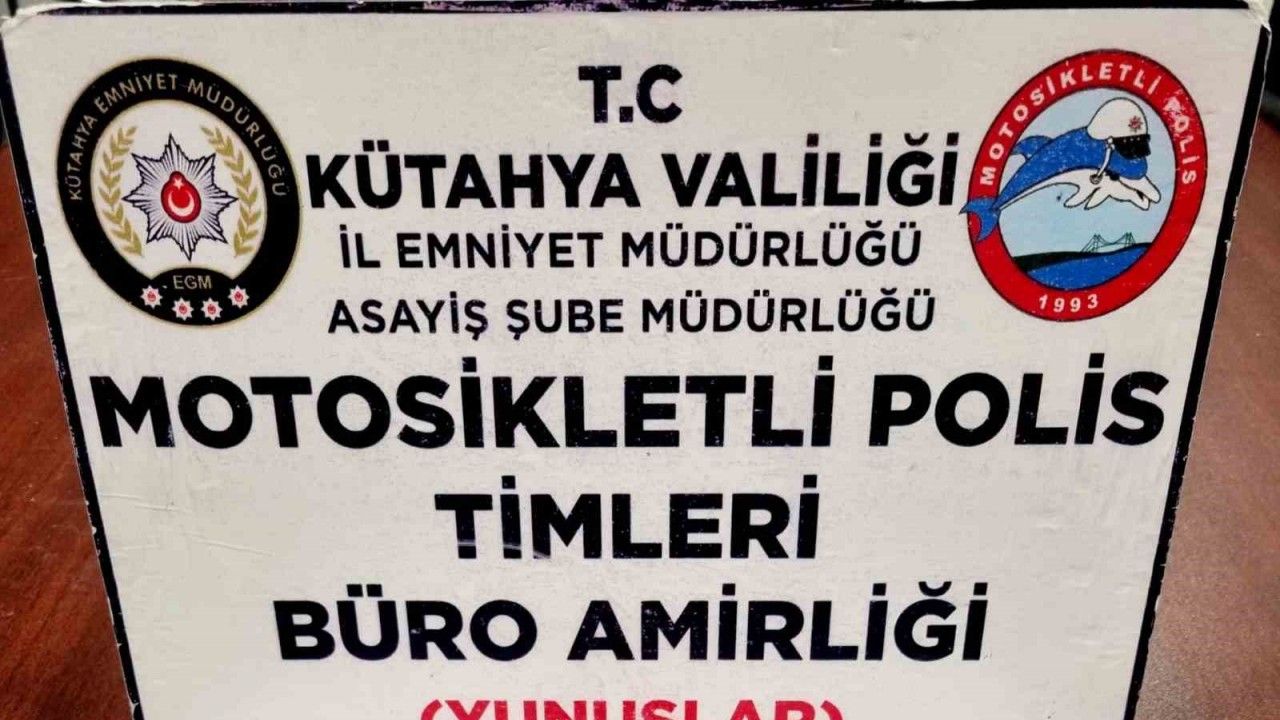 T.C
KÜTAHYA VALİLİĞİ
İL EMNİYET MÜDÜRLÜĞÜ
ASAYİŞ ŞUBE MÜDÜRLÜĞÜ
MOTOSİKLETLİ POLİS
TİMLERİ
BÜRO AMİRLİĞİ
(YUNUSLAR)
KÜTAHYA EMNİYET MÜDÜRLÜĞÜ
EGM
MOTOSİKLETLİ POLİS
1993